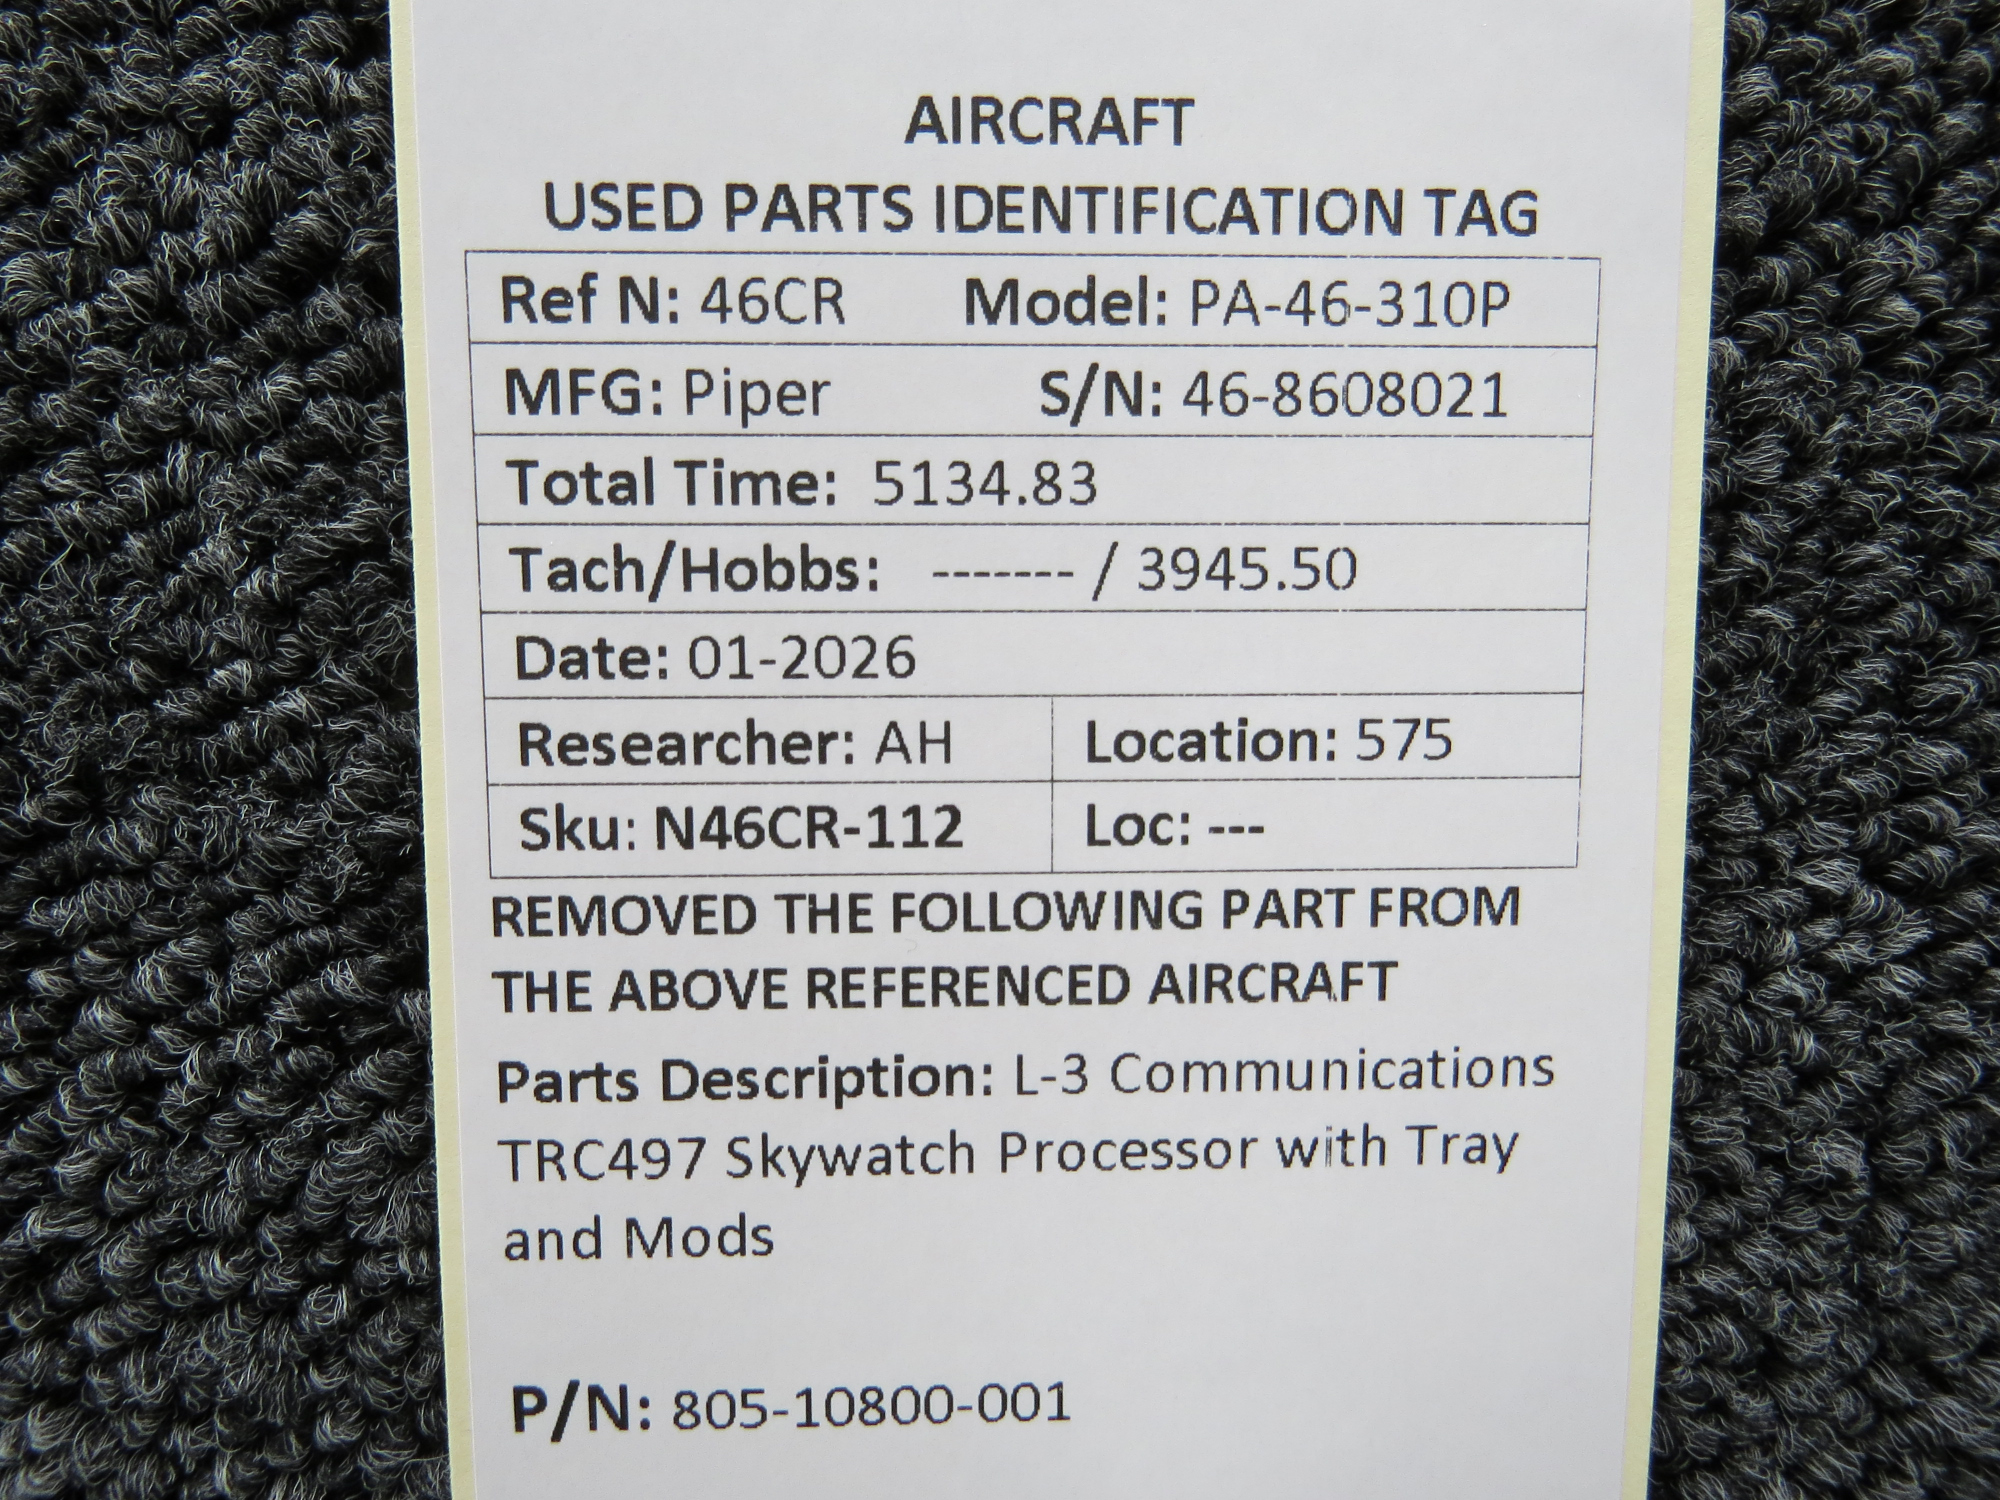 AIRCRAFT
USED PARTS IDENTIFICATION TAG
Ref N: 46CR Model: PA-46-310P
MFG: Piper S/N: 46-8608021
Total Time: 5134.83
Tach/Hobbs: ------- / 3945.50
Date: 01-2026
Researcher: AH Location: 575
Sku: N46CR-112 Loc: ---
REMOVED THE FOLLOWING PART FROM
THE ABOVE REFERENCED AIRCRAFT
Parts Description: L-3 Communications
TRC497 Skywatch Processor with Tray
and Mods
P/N: 805-10800-001